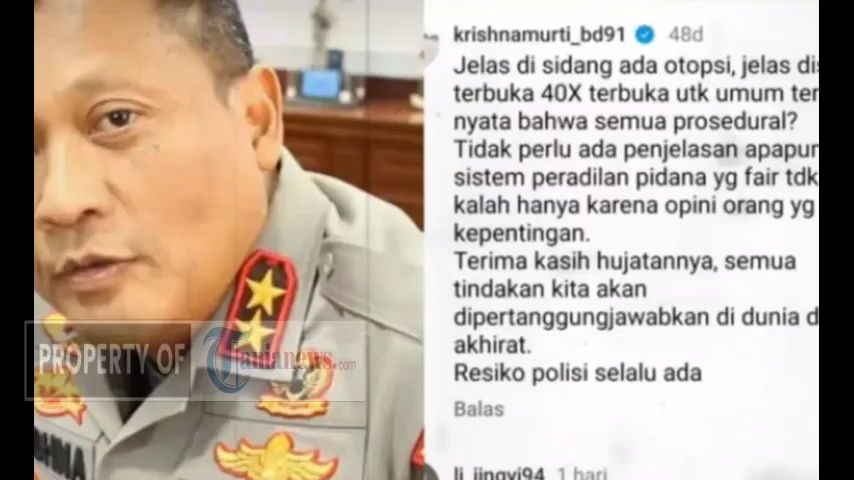 krishnamurti_bd91 48d
Jelas di sidang ada otopsi, jelas
terbuka 40X terbuka utk umum
nyata bahwa semua prosedural?
Tidak perlu ada penjelasan apapun
sistem peradilan pidana yg fair tdk
kalah hanya karena opini orang yg
kepentingan.
Terima kasih hujatannya, semua
tindakan kita akan
dipertanggungjawabkan di dunia
akhirat.
Resiko polisi selalu ada
Balas
li_jingyi94 1 hari
PROPERTY OF
Titanianews.com